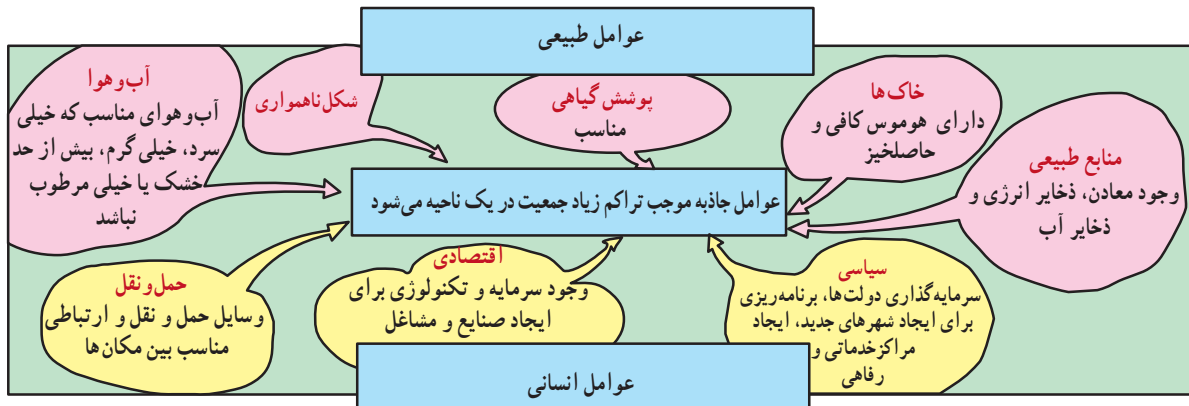 عوامل طبیعی
خاک‌ها
دارای هوموس کافی و
حاصلخیز
منابع طبیعی
وجود معادن، ذخایر انرژی و
ذخایر آب
پوشش گیاهی
مناسب
شکل ناهمواری
آب‌و‌هوا
آب‌و‌هوای مناسب که خیلی
سرد، خیلی گرم، بیش از حد
خشک یا خیلی مرطوب
نباشد
عوامل جاذبه موجب تراکم زیاد جمعیت در یک ناحیه می‌شود
سیاسی
سرمایه‌گذاری دولت‌ها، برنامه‌ریزی
برای ایجاد شهرهای جدید، ایجاد
مراکزخدماتی و
رفاهی
اقتصادی
وجود سرمایه و تکنولوژی برای
ایجاد صنایع و مشاغل
حمل‌و‌نقل
وسایل حمل و نقل و ارتباطی
مناسب بین مکان‌ها
عوامل انسانی